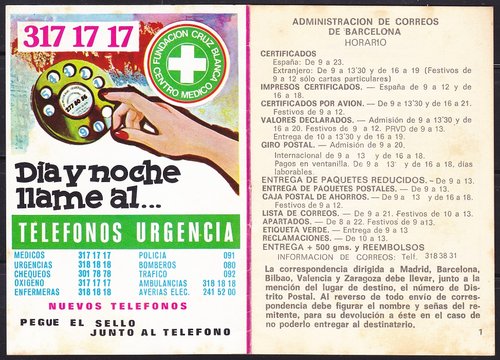 317 17 17
FUNDACION CRUZ BLANCA
CENTRO MEDICO
Dia y noche
llame al...
TELEFONOS URGENCIA
MEDICOS 317 17 17 POLICIA 091
URGENCIAS 318 18 18 BOMBEROS 080
CHEQUEOS 301 78 78 TRAFICO 092
OXIGENO 317 17 17 AMBULANCIAS 318 18 18
ENFERMERAS 318 18 18 AVERIAS ELEC. 241 52 00
NUEVOS TELEFONOS
PEGUE EL SELLO
JUNTO AL TELEFONO
ADMINISTRACION DE CORREOS
DE BARCELONA
HORARIO
CERTIFICADOS
España: De 9 a 23.
Extranjero: De 9 a 13'30 y de 16 a 19 (Festivos de
9 a 12 sólo cartas particulares)
IMPRESOS CERTIFICADOS. — España de 9 a 12 y de
16 a 18.
CERTIFICADOS POR AVION. — De 9 a 13'30 y de 16 a 21.
Festivos de 9 a 12.
VALORES DECLARADOS. — Admisión de 9 a 13'30 y de
16 a 20. Festivos de 9 a 12. PRVD de 9 a 13.
Entrega de 10 a 13'30 y de 16 a 19.
GIRO POSTAL. — Admisión de 9 a 20.
Internacional de 9 a 13 y de 16 a 18.
Pagos en ventanilla. De 9 a 13 y de 16 a 18, días
laborables.
ENTREGA DE PAQUETES REDUCIDOS. — De 9 a 13.
ENTREGA DE PAQUETES POSTALES. — De 9 a 13.
CAJA POSTAL DE AHORROS. — De 9 a 13 y de 16 a 18.
Festivos de 9 a 12.
LISTA DE CORREOS. — De 9 a 21. Festivos de 10 a 13.
APARTADOS. — De 8 a 22. Festivos de 9 a 13.
ETIQUETA VERDE. — Entrega de 9 a 13
RECLAMACIONES. — De 10 a 13.
ENTREGA + 500 gms. y REEMBOLSOS
INFORMACION DE CORREOS: Telf. 318 38 31
La correspondencia dirigida a Madrid, Barcelona,
Bilbao, Valencia y Zaragoza debe llevar, junto a la
mención del lugar de destino, el número de Dis-
trito Postal. Al reverso de todo envío de corres-
pondencia debe figurar el nombre y señas del re-
mitente, para su devolución a éste en el caso de
no poderlo entregar al destinatario.
1